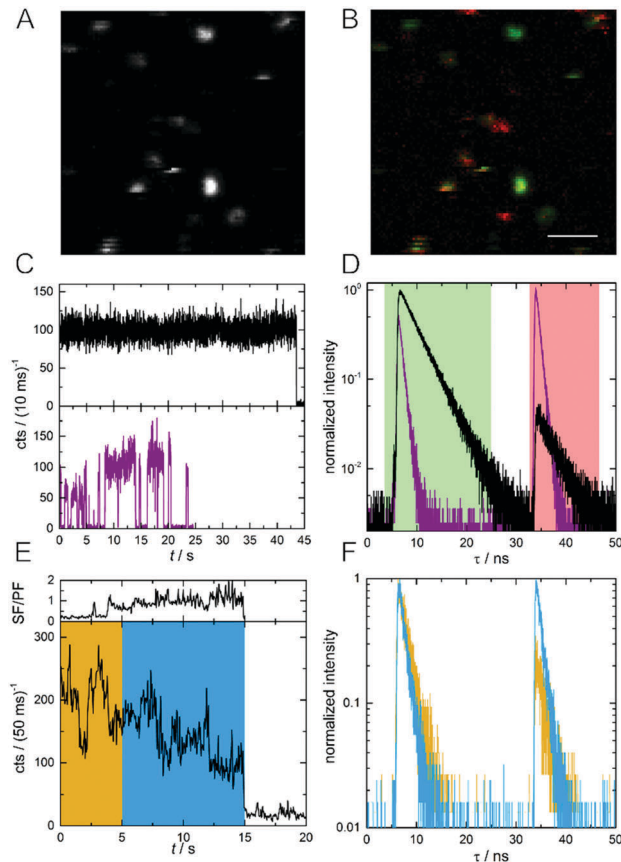 A
B
C
D
150
100
50
0
150
100
50
0
cts / (10 ms)-1
0 5 10 15 20 25 30 35 40 45
t / s
10⁰
10-1
10-2
normalized intensity
0 10 20 30 40 50
τ / ns
E
F
2
1
0
SF/PF
300
200
100
0
cts / (50 ms)-1
0 5 10 15 20
t / s
1
0.1
0.01
normalized intensity
0 10 20 30 40 50
τ / ns